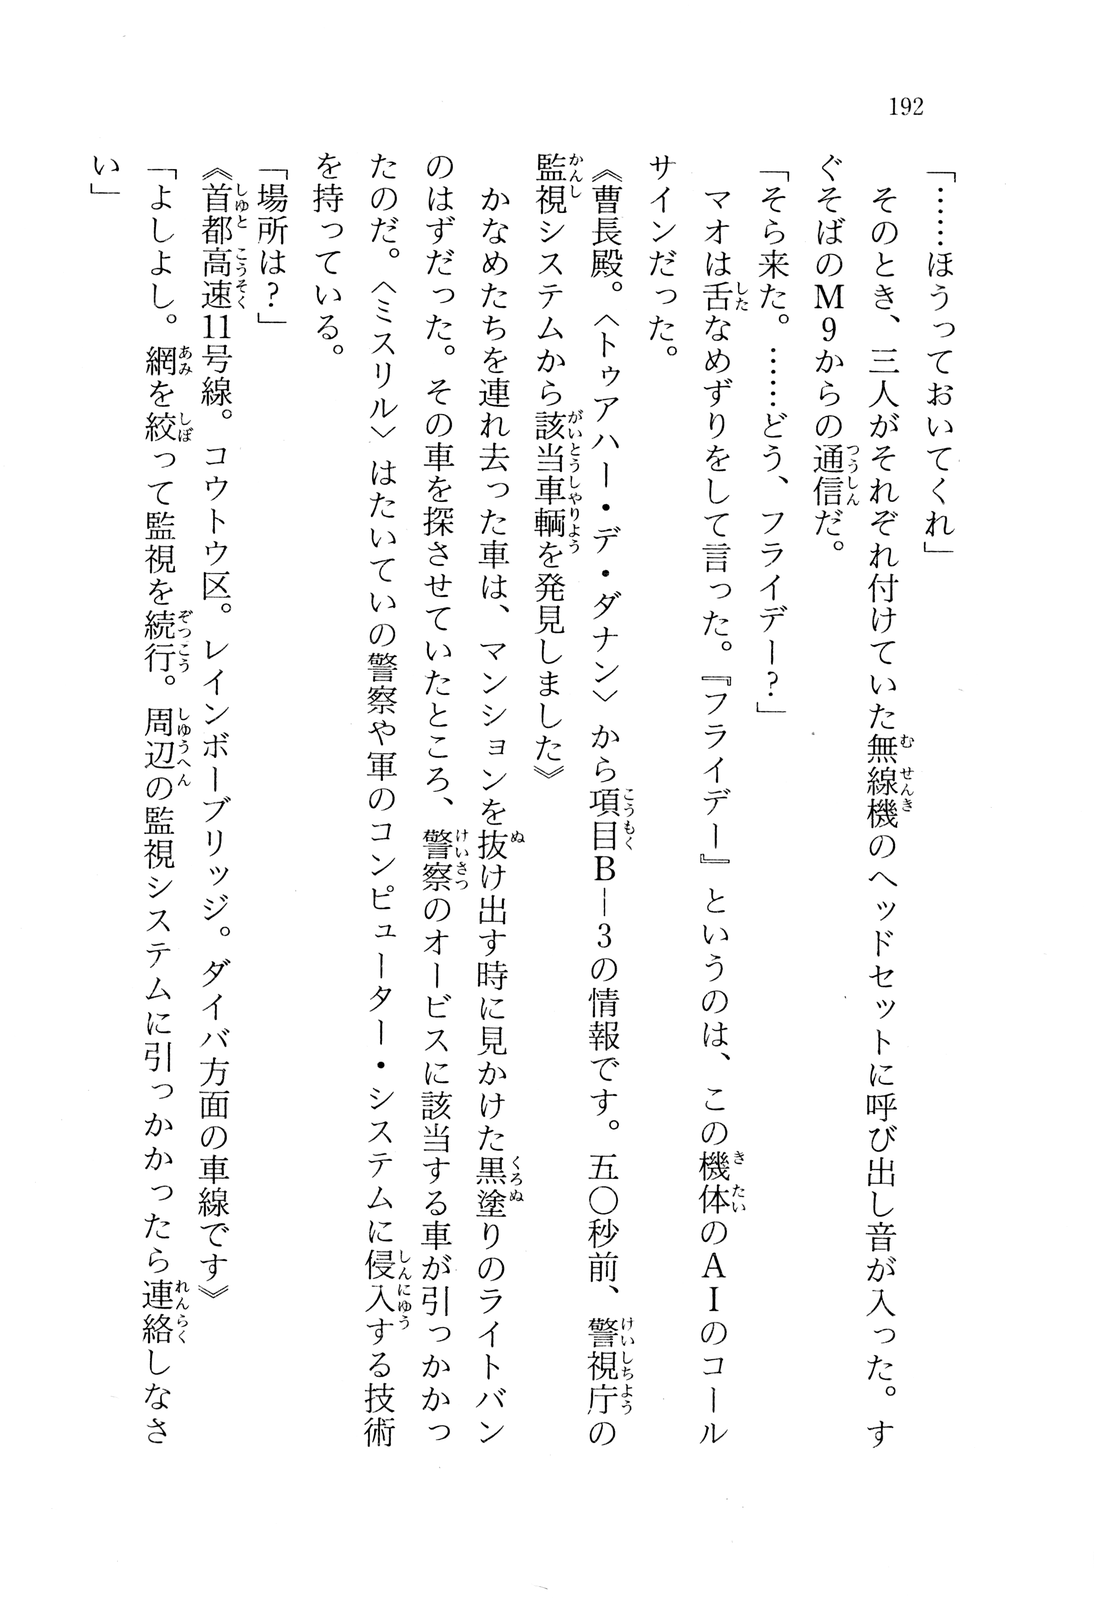 192
「……ほうっておいてくれ」
　そのとき、三人がそれぞれ付けていた無線機のヘッドセットに呼び出し音が入った。す
ぐそばのＭ９からの通信だ。
「そら来た。……どう、フライデー？」
　マオは舌なめずりをして言った。『フライデー』というのは、この機体のＡＩのコール
サインだった。
《曹長殿。〈トゥアハー・デ・ダナン〉から項目Ｂ―３の情報です。五〇秒前、警視庁の
監視システムから該当車輌を発見しました》
　かなめたちを連れ去った車は、マンションを抜け出す時に見かけた黒塗りのライトバン
のはずだった。その車を探させていたところ、警察のオービスに該当する車が引っかかっ
たのだ。〈ミスリル〉はたいていの警察や軍のコンピューター・システムに侵入する技術
を持っている。
「場所は？」
《首都高速11号線。コウトウ区。レインボーブリッジ。ダイバ方面の車線です》
「よしよし。網を絞って監視を続行。周辺の監視システムに引っかかったら連絡しなさ
い」